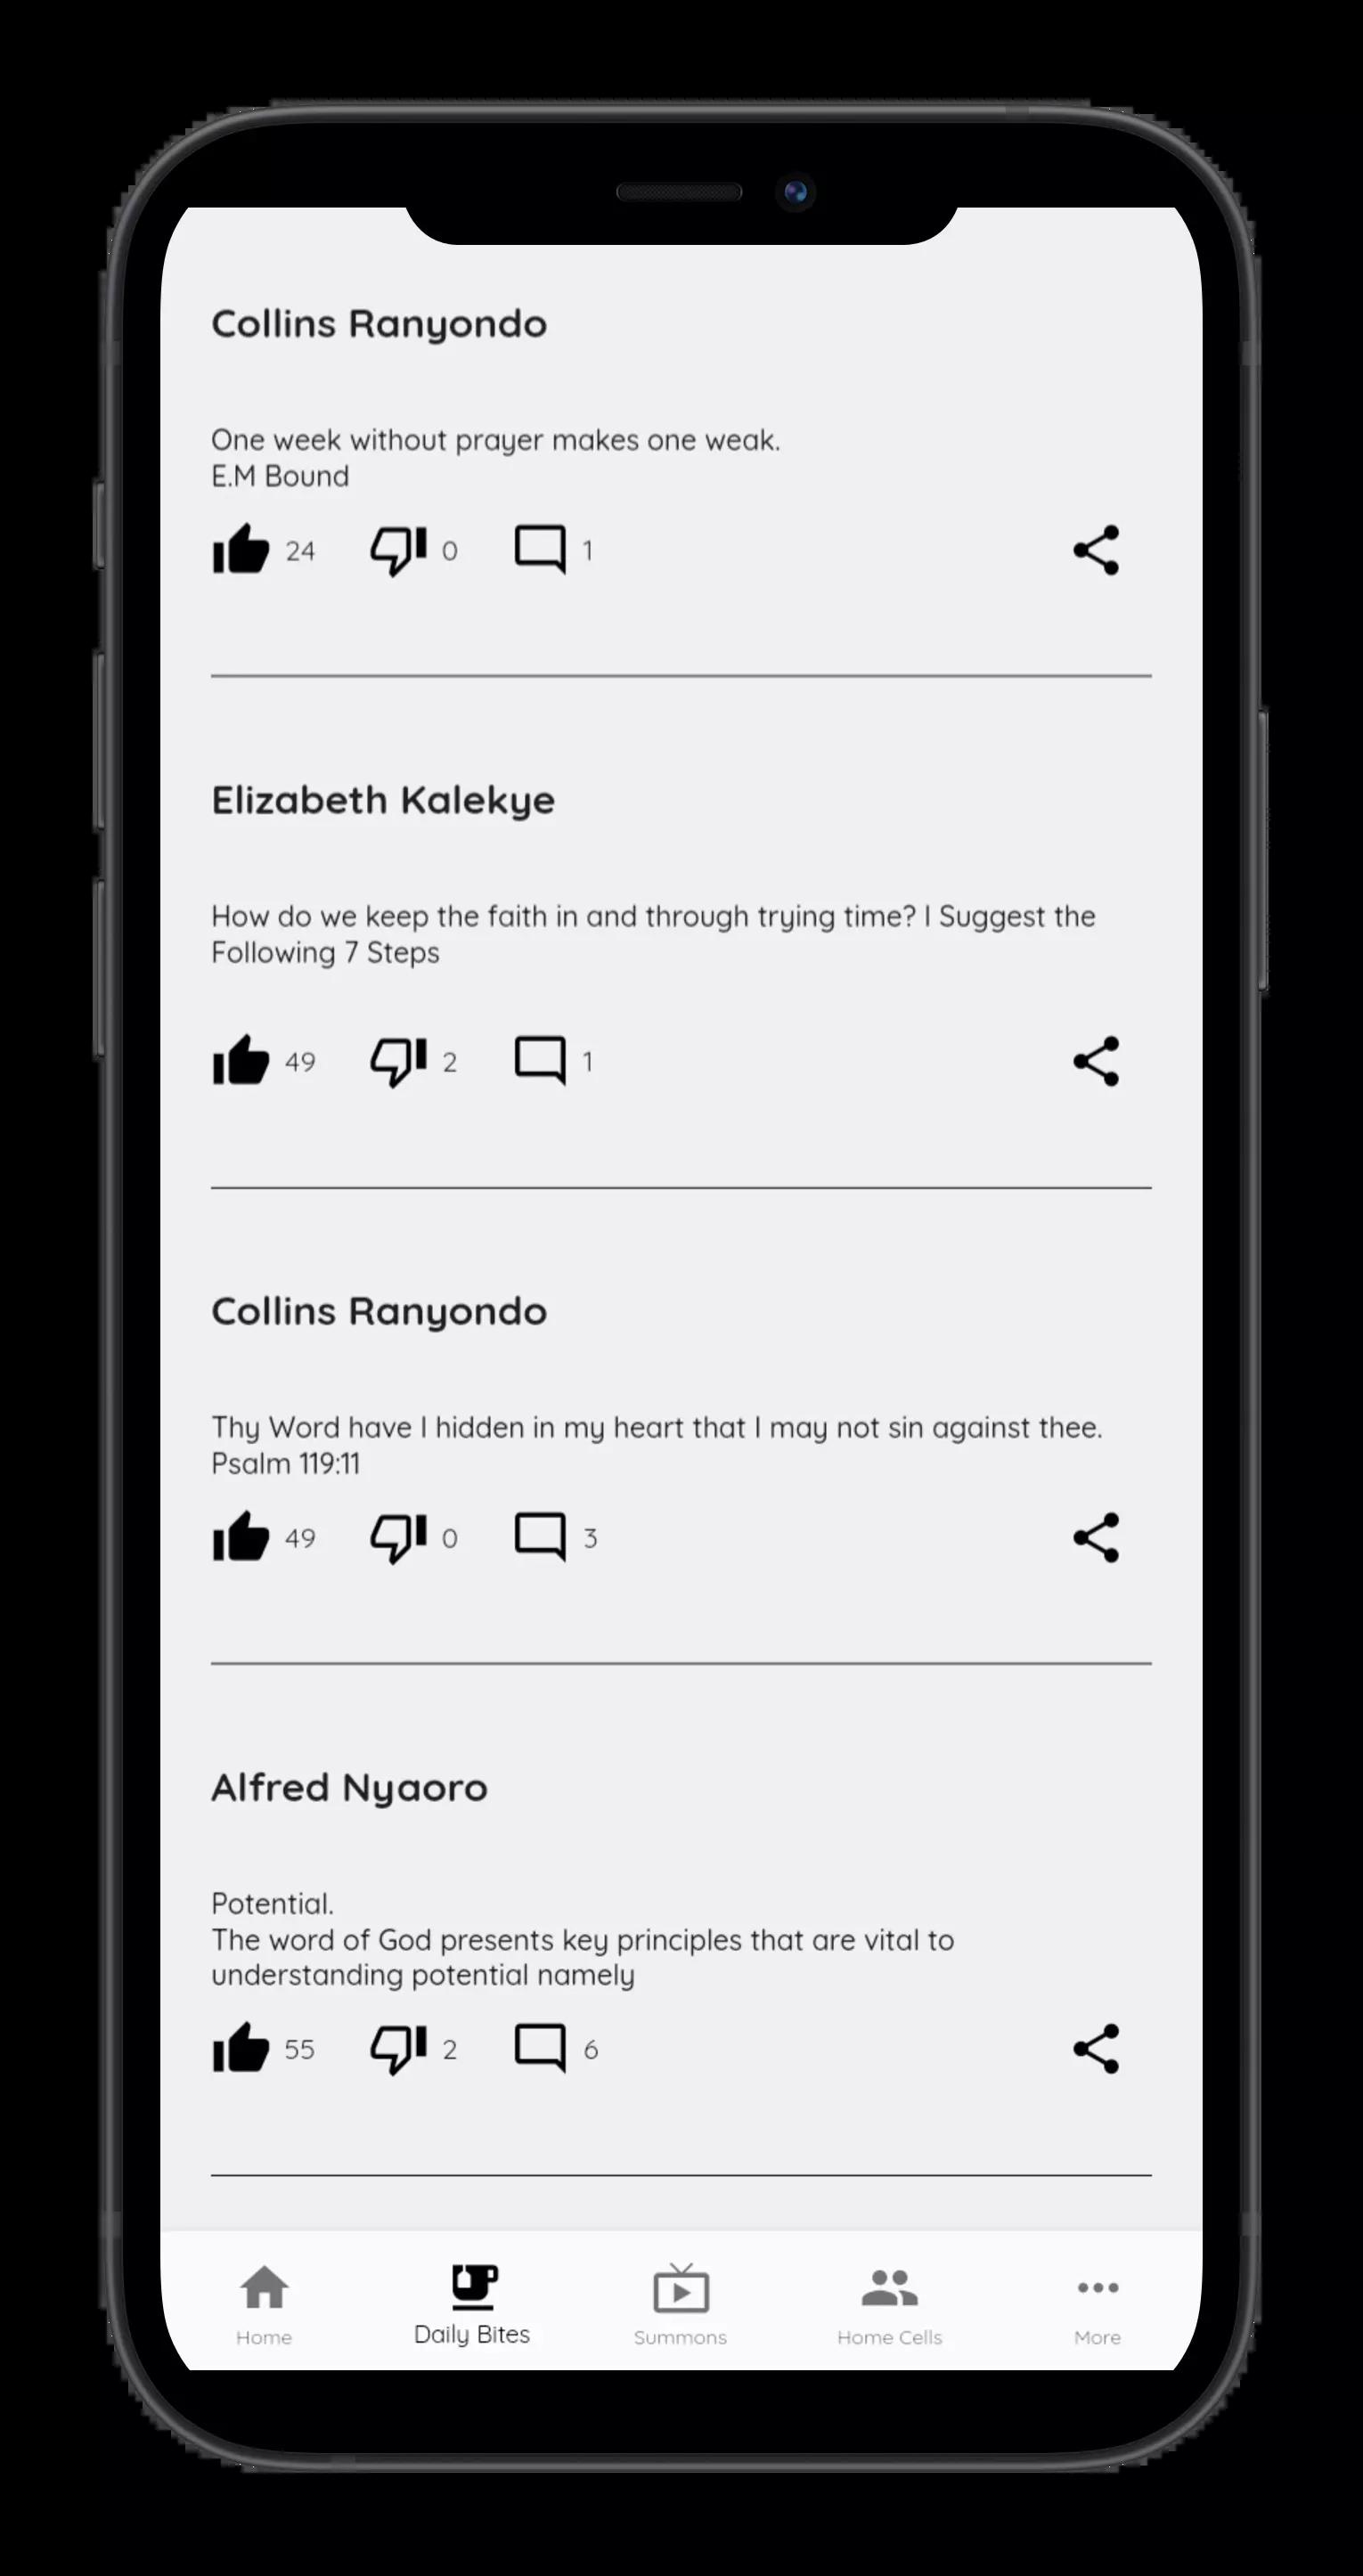 Collins Ranyondo
One week without prayer makes one weak.
E.M Bound
24 0 1
Elizabeth Kalekye
How do we keep the faith in and through trying time? I Suggest the
Following 7 Steps
49 2 1
Collins Ranyondo
Thy Word have I hidden in my heart that I may not sin against thee.
Psalm 119:11
49 0 3
Alfred Nyaoro
Potential.
The word of God presents key principles that are vital to
understanding potential namely
55 2 6
Home Daily Bites Summons Home Cells More